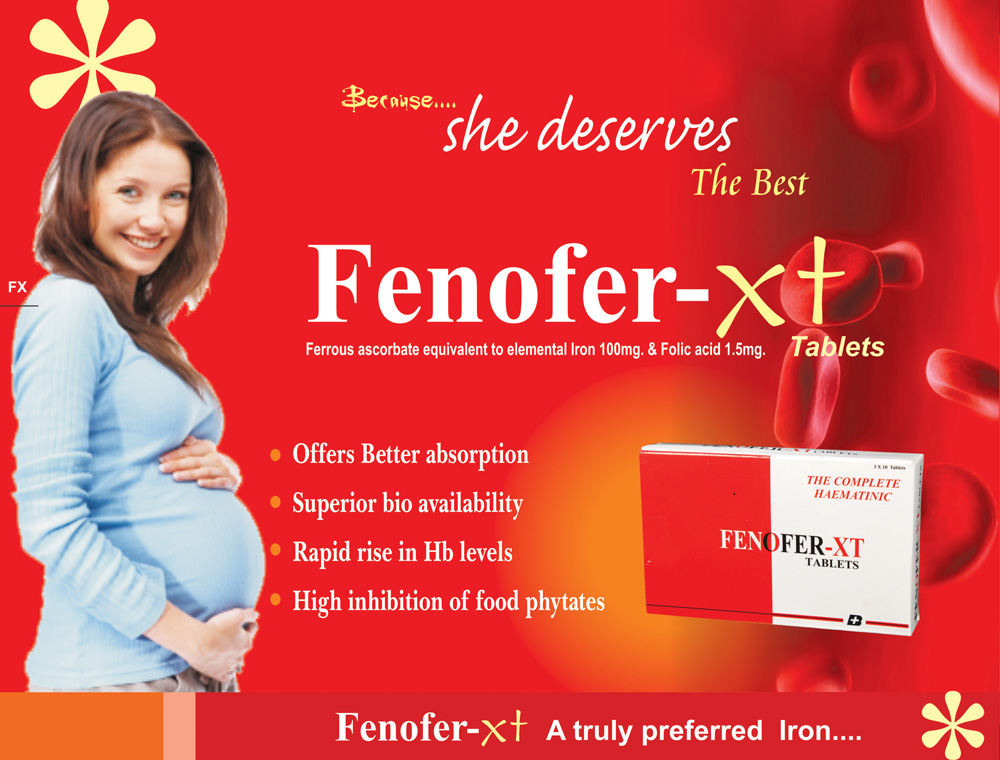 Because....
she deserves
The Best
FX
Fenofer-xt
Ferrous ascorbate equivalent to elemental Iron 100mg. & Folic acid 1.5mg.
Tablets
Offers Better absorption
Superior bio availability
Rapid rise in Hb levels
High inhibition of food phytates
3 X 10 Tablets
THE COMPLETE
HAEMATINIC
FENOFER-XT
TABLETS
Fenofer-xt A truly preferred Iron....